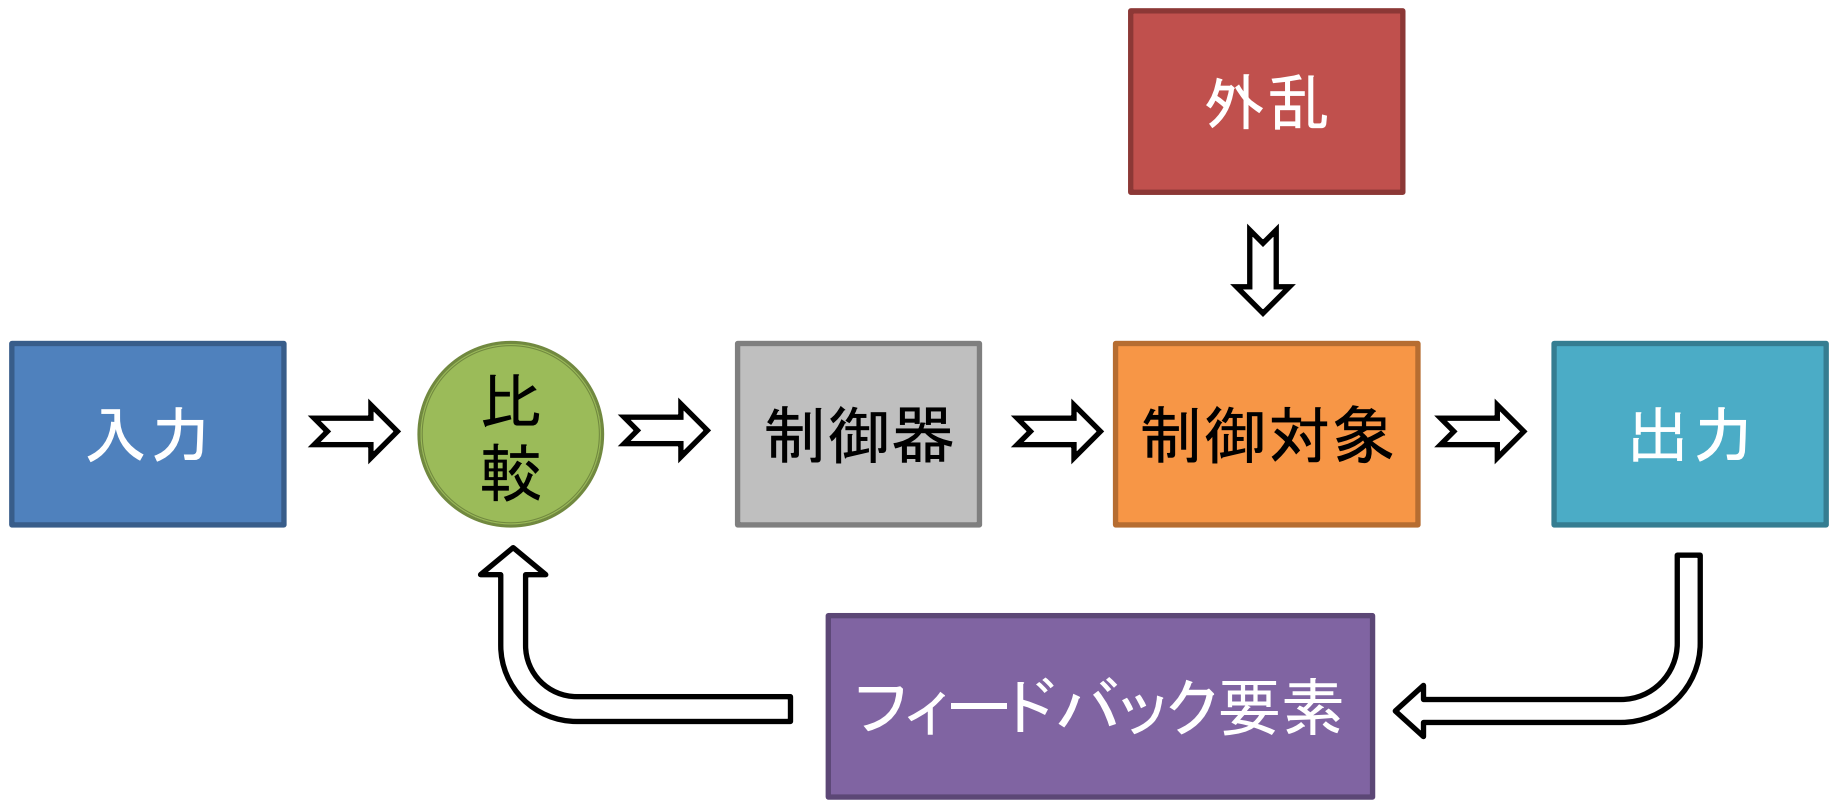 外乱
入力
比
較
制御器
制御対象
出力
フィードバック要素